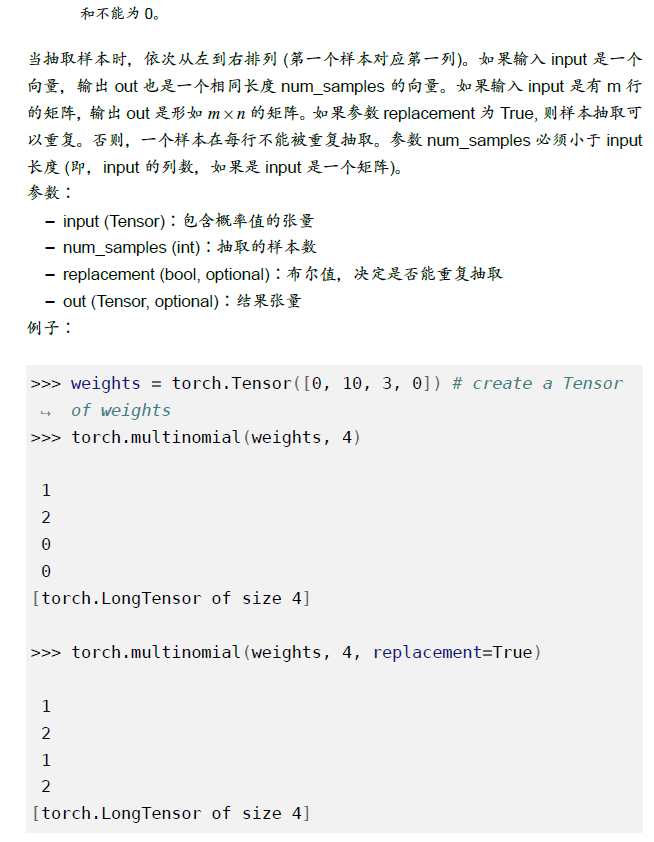 和不能为 0。
当抽取样本时，依次从左到右排列 (第一个样本对应第一列)。如果输入 input 是一个
向量，输出 out 也是一个相同长度 num_samples 的向量。如果输入 input 是有 m 行
的矩阵, 输出 out 是形如 m×n 的矩阵。如果参数 replacement 为 True, 则样本抽取可
以重复。否则，一个样本在每行不能被重复抽取。参数 num_samples 必须小于 input
长度 (即，input 的列数，如果是 input 是一个矩阵)。
参数：
– input (Tensor)：包含概率值的张量
– num_samples (int)：抽取的样本数
– replacement (bool, optional)：布尔值，决定是否能重复抽取
– out (Tensor, optional)：结果张量
例子：
>>> weights = torch.Tensor([0, 10, 3, 0]) # create a Tensor
↪ of weights
>>> torch.multinomial(weights, 4)
1
2
0
0
[torch.LongTensor of size 4]
>>> torch.multinomial(weights, 4, replacement=True)
1
2
1
2
[torch.LongTensor of size 4]